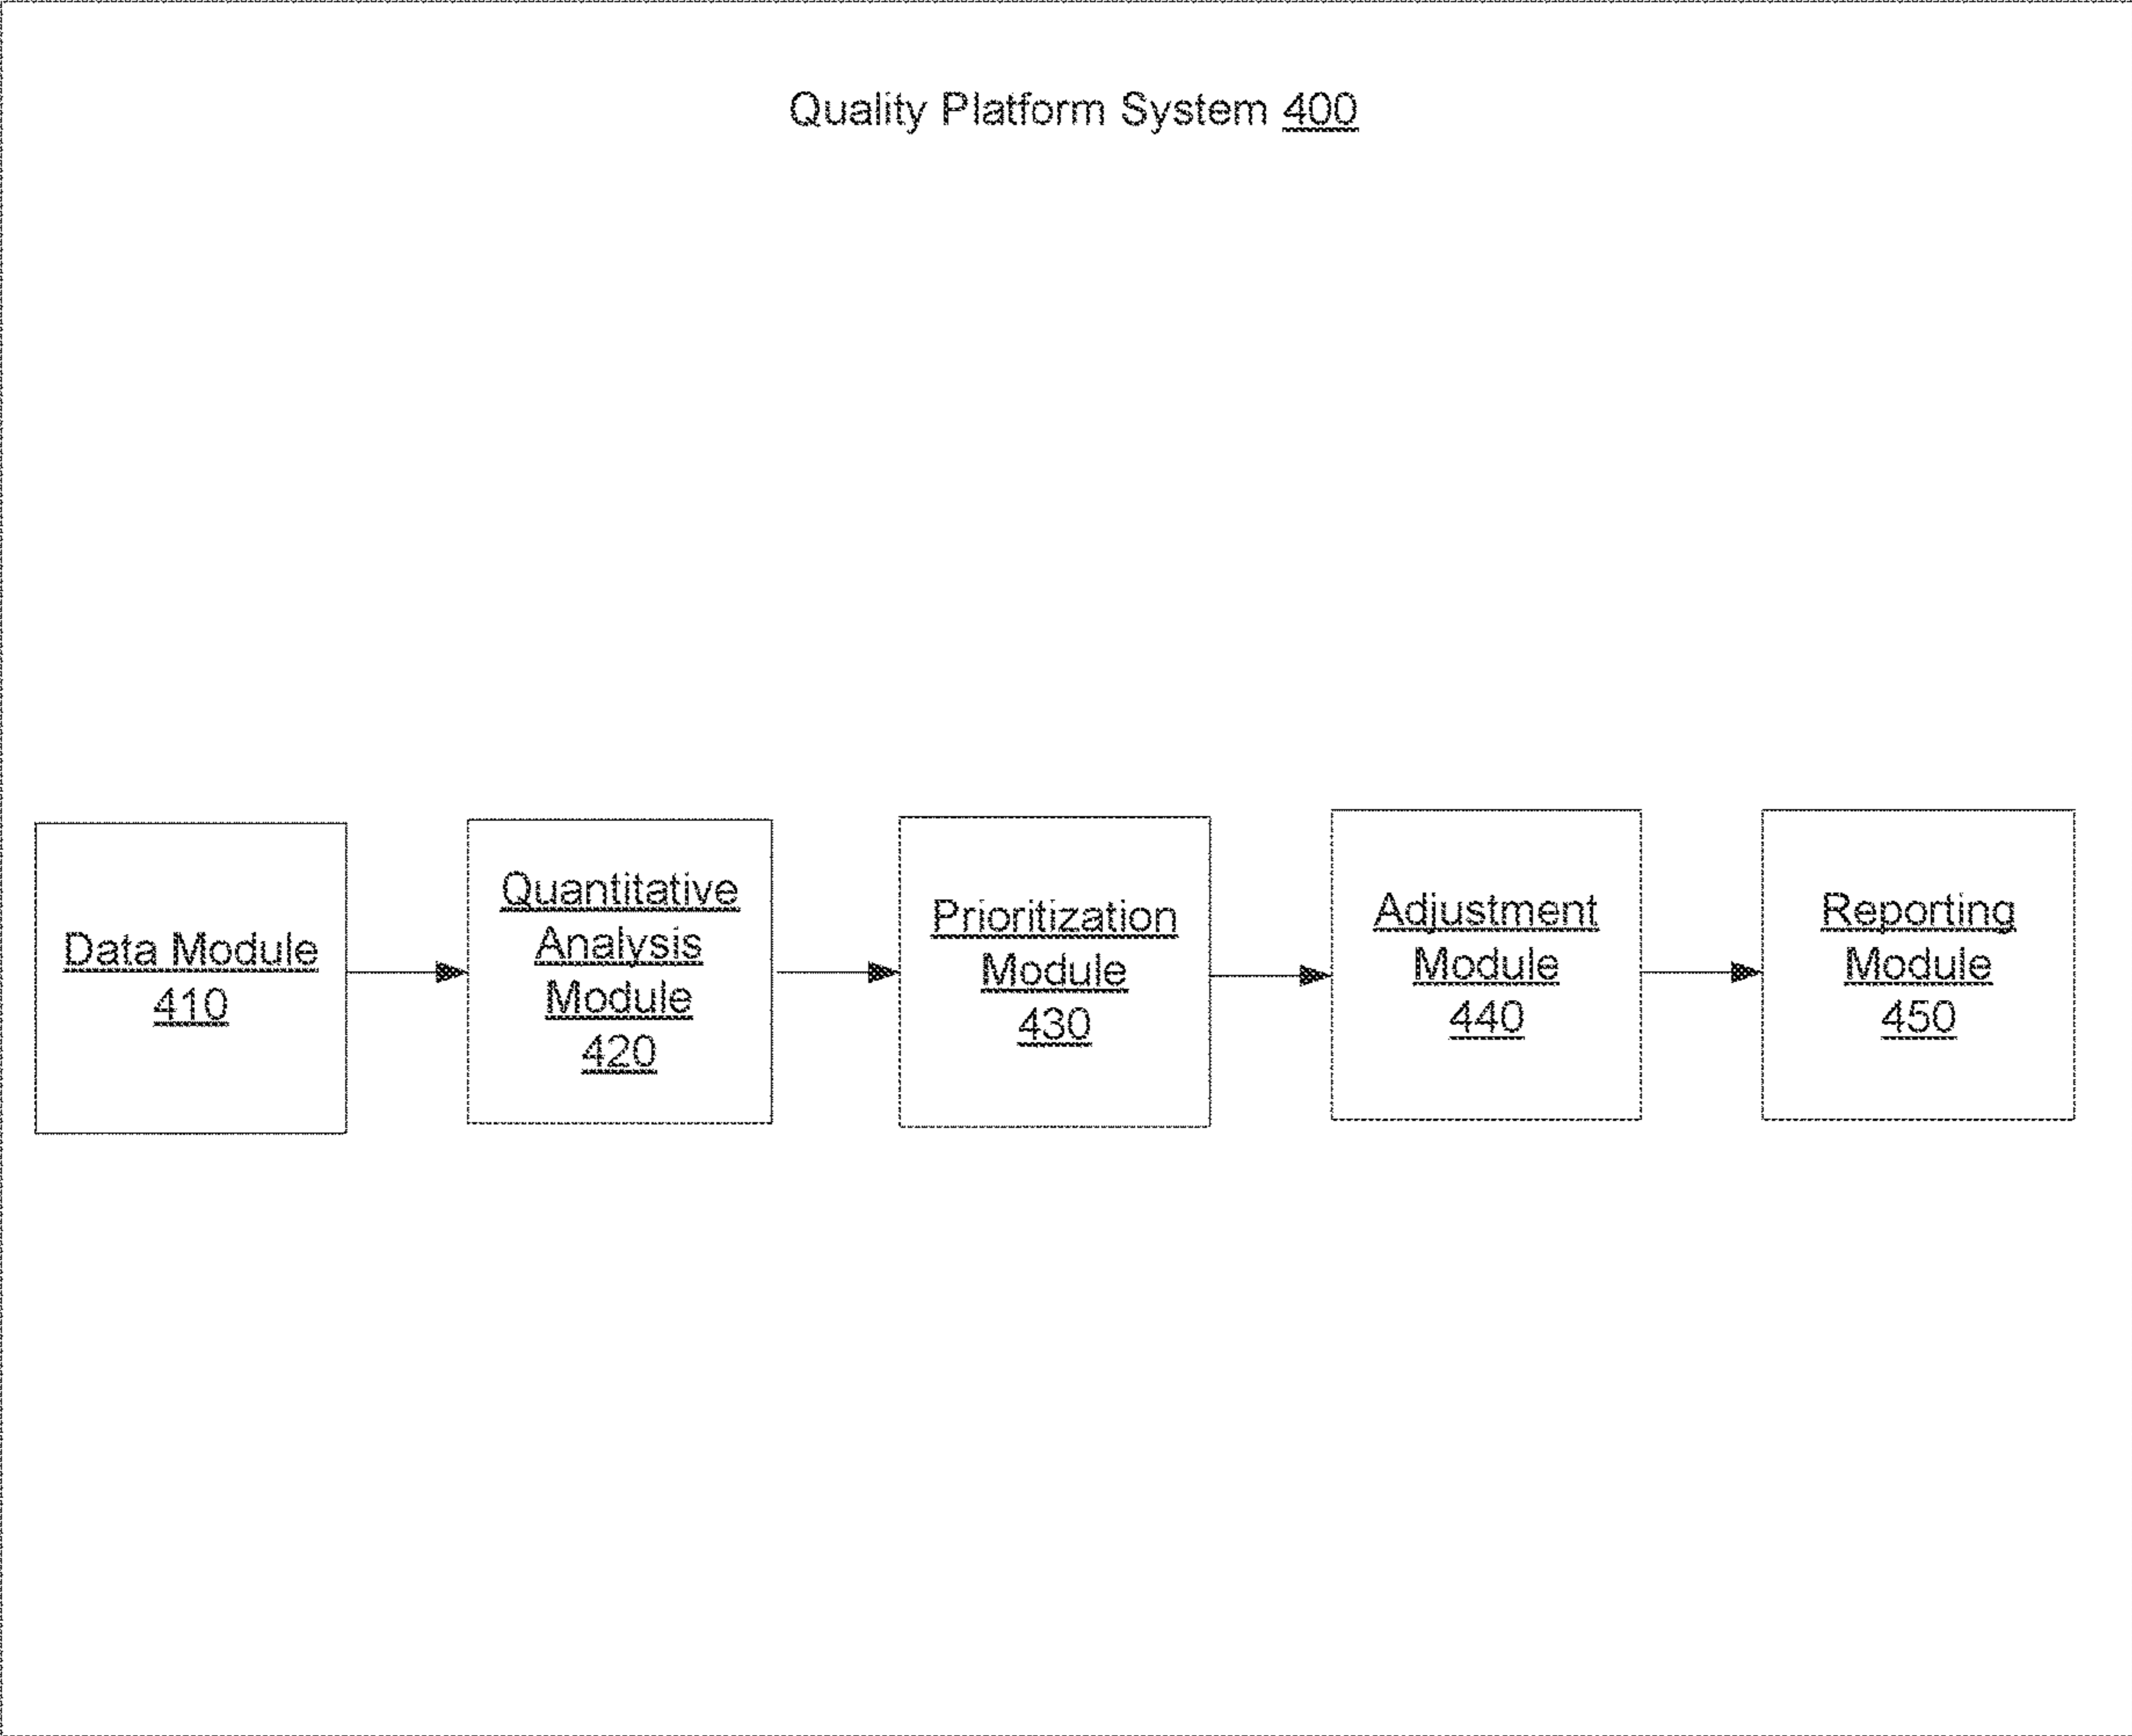 Quality Platform System 400
Data Module
410
Quantitative
Analysis
Module
420
Prioritization
Module
430
Adjustment
Module
440
Reporting
Module
450